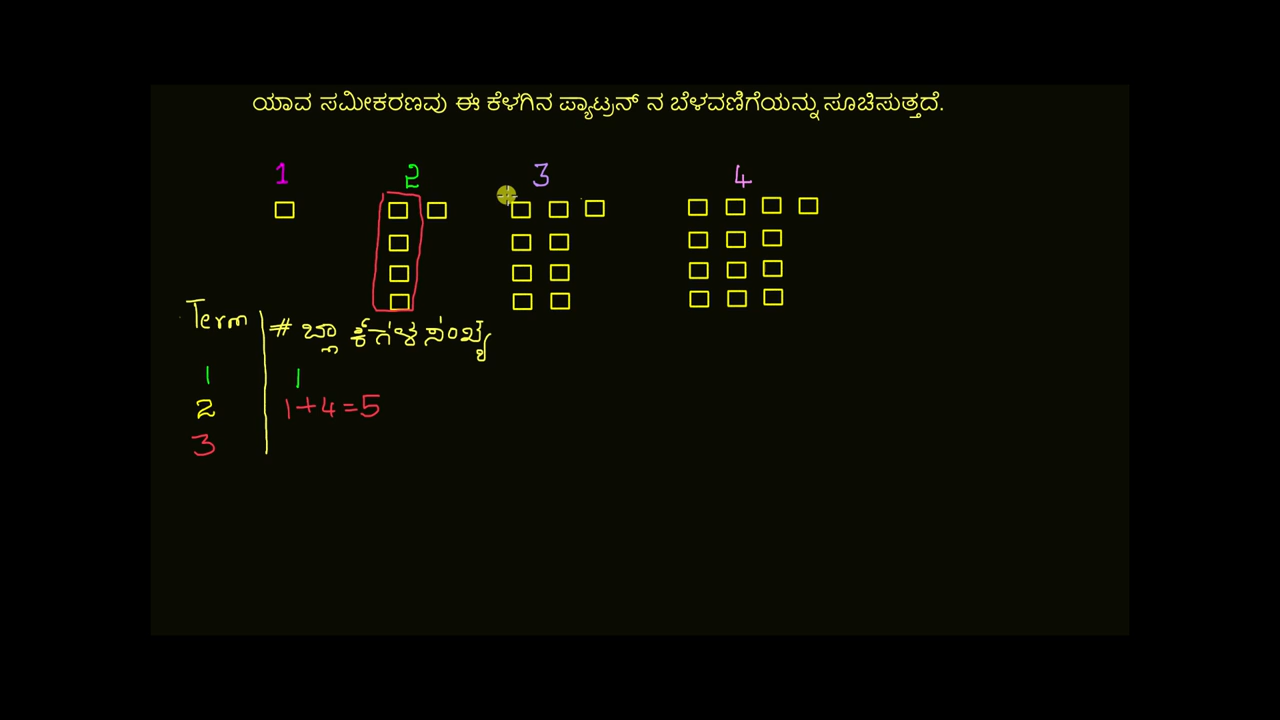 ಯಾವ ಸಮೀಕರಣವು ಈ ಕೆಳಗಿನ ಪ್ಯಾಟ್ರನ್ ನ ಬೆಳವಣಿಗೆಯನ್ನು ಸೂಚಿಸುತ್ತದೆ.
1 2 3 4
Term # ಬ್ಲಾಕ್‌ಗಳ ಸಂಖ್ಯೆ
1 1
2 1+4=5
3